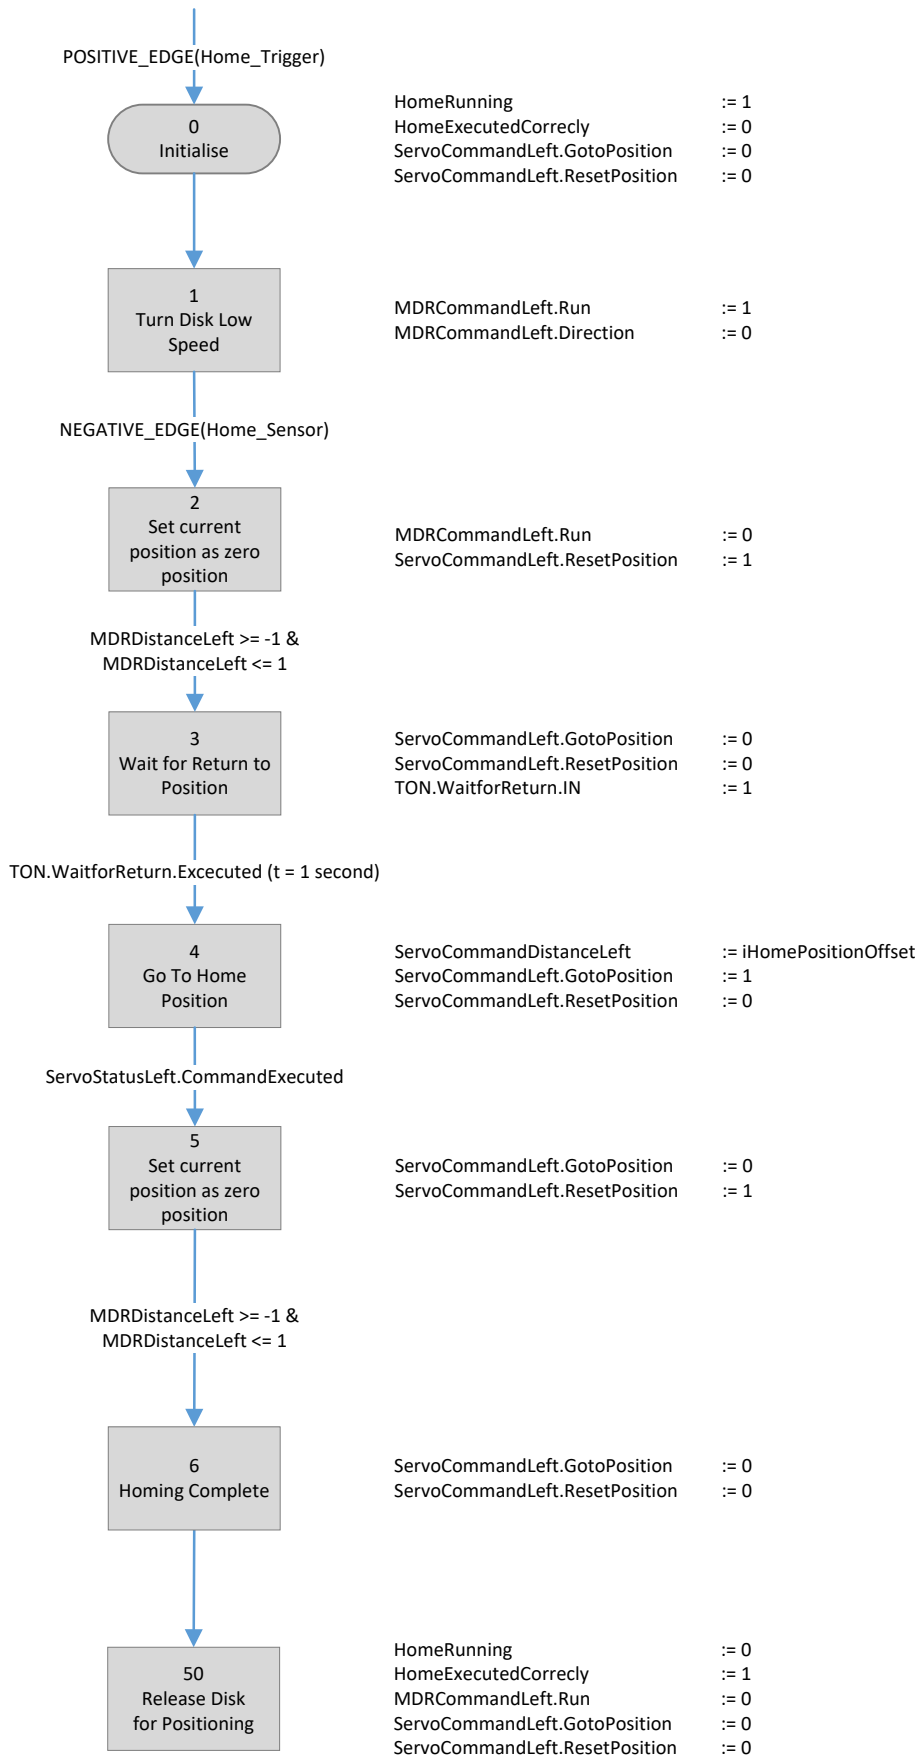 POSITIVE_EDGE(Home_Trigger)
0
Initialise
HomeRunning := 1
HomeExecutedCorrecly := 0
ServoCommandLeft.GotoPosition := 0
ServoCommandLeft.ResetPosition := 0
1
Turn Disk Low
Speed
MDRCommandLeft.Run := 1
MDRCommandLeft.Direction := 0
NEGATIVE_EDGE(Home_Sensor)
2
Set current
position as zero
position
MDRCommandLeft.Run := 0
ServoCommandLeft.ResetPosition := 1
MDRDistanceLeft >= -1 &
MDRDistanceLeft <= 1
3
Wait for Return to
Position
ServoCommandLeft.GotoPosition := 0
ServoCommandLeft.ResetPosition := 0
TON.WaitforReturn.IN := 1
TON.WaitforReturn.Excecuted (t = 1 second)
4
Go To Home
Position
ServoCommandDistanceLeft := iHomePositionOffset
ServoCommandLeft.GotoPosition := 1
ServoCommandLeft.ResetPosition := 0
ServoStatusLeft.CommandExecuted
5
Set current
position as zero
position
ServoCommandLeft.GotoPosition := 0
ServoCommandLeft.ResetPosition := 1
MDRDistanceLeft >= -1 &
MDRDistanceLeft <= 1
6
Homing Complete
ServoCommandLeft.GotoPosition := 0
ServoCommandLeft.ResetPosition := 0
50
Release Disk
for Positioning
HomeRunning := 0
HomeExecutedCorrecly := 1
MDRCommandLeft.Run := 0
ServoCommandLeft.GotoPosition := 0
ServoCommandLeft.ResetPosition := 0